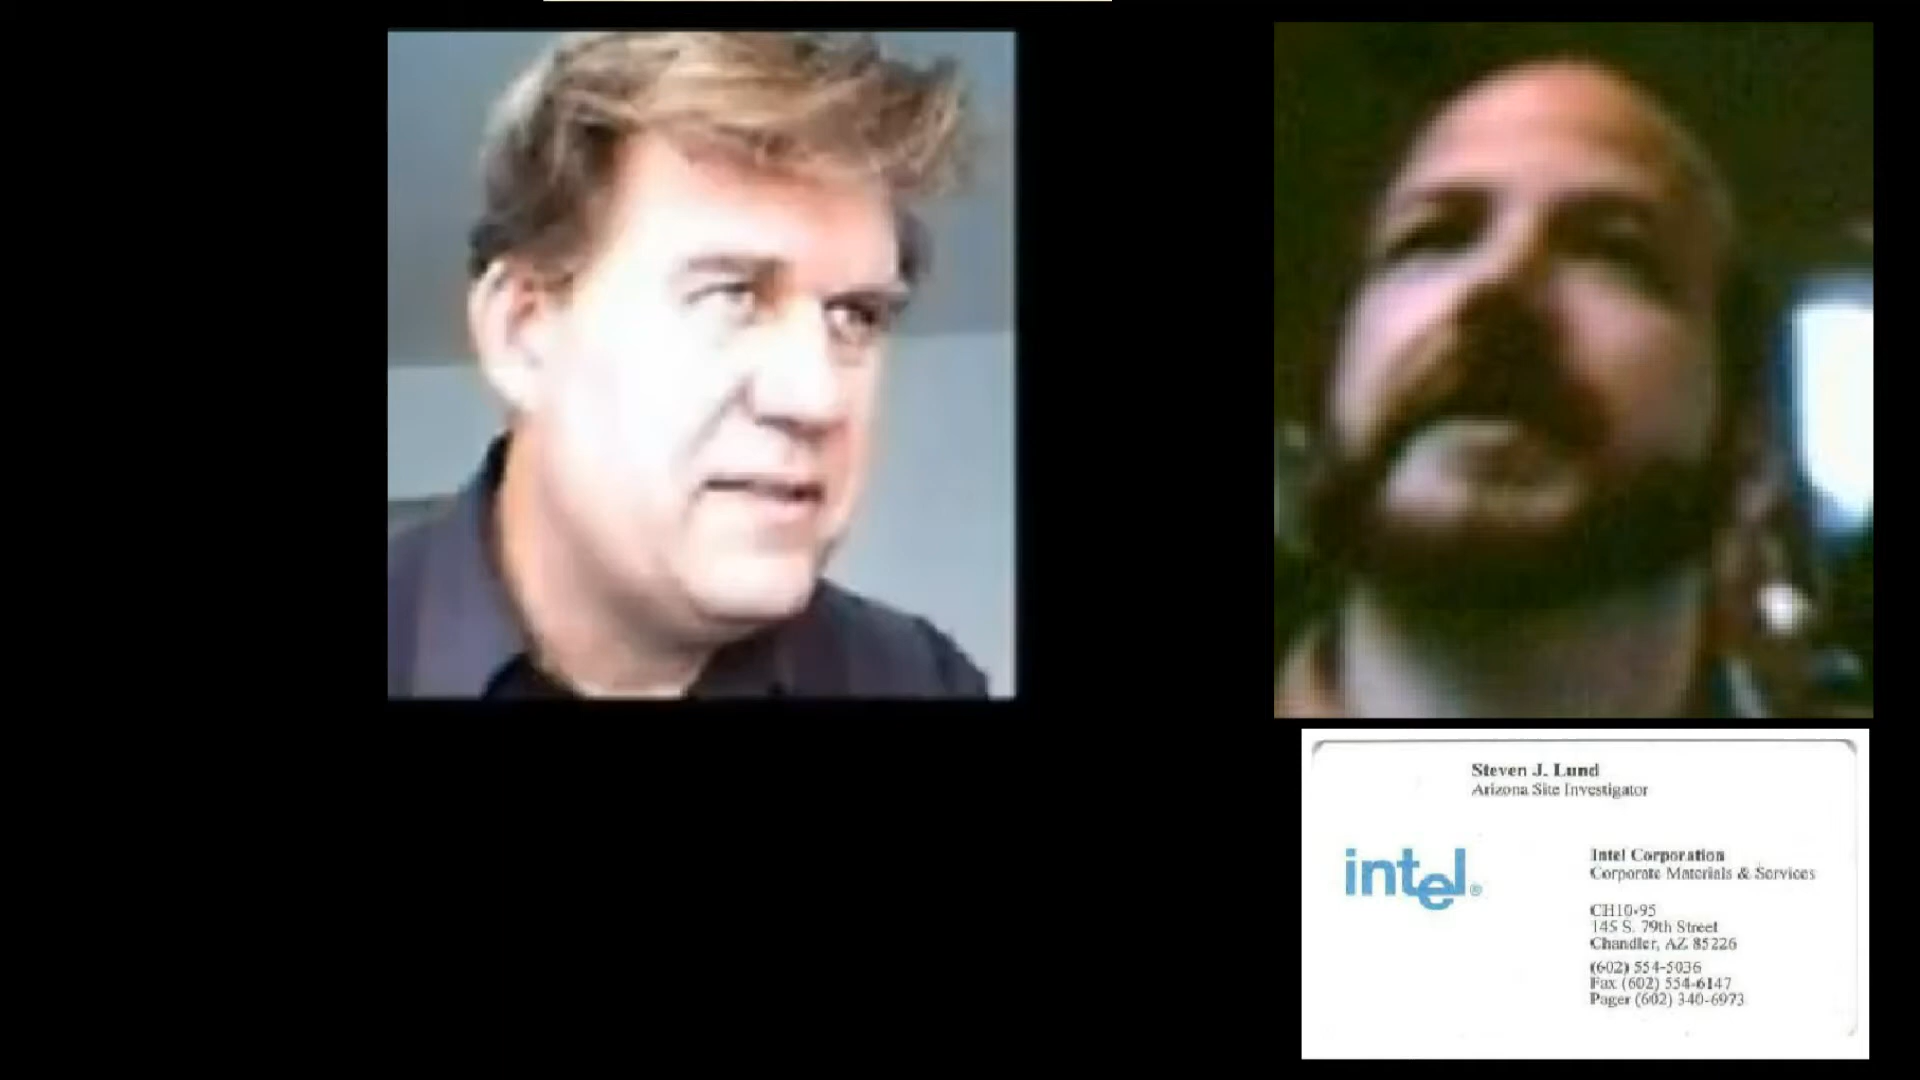 Steven J. Lund
Arizona Site Investigator
intel®
Intel Corporation
Corporate Materials & Services
CH10-95
145 S. 79th Street
Chandler, AZ 85226
(602) 554-5036
Fax (602) 554-6147
Pager (602) 340-6973